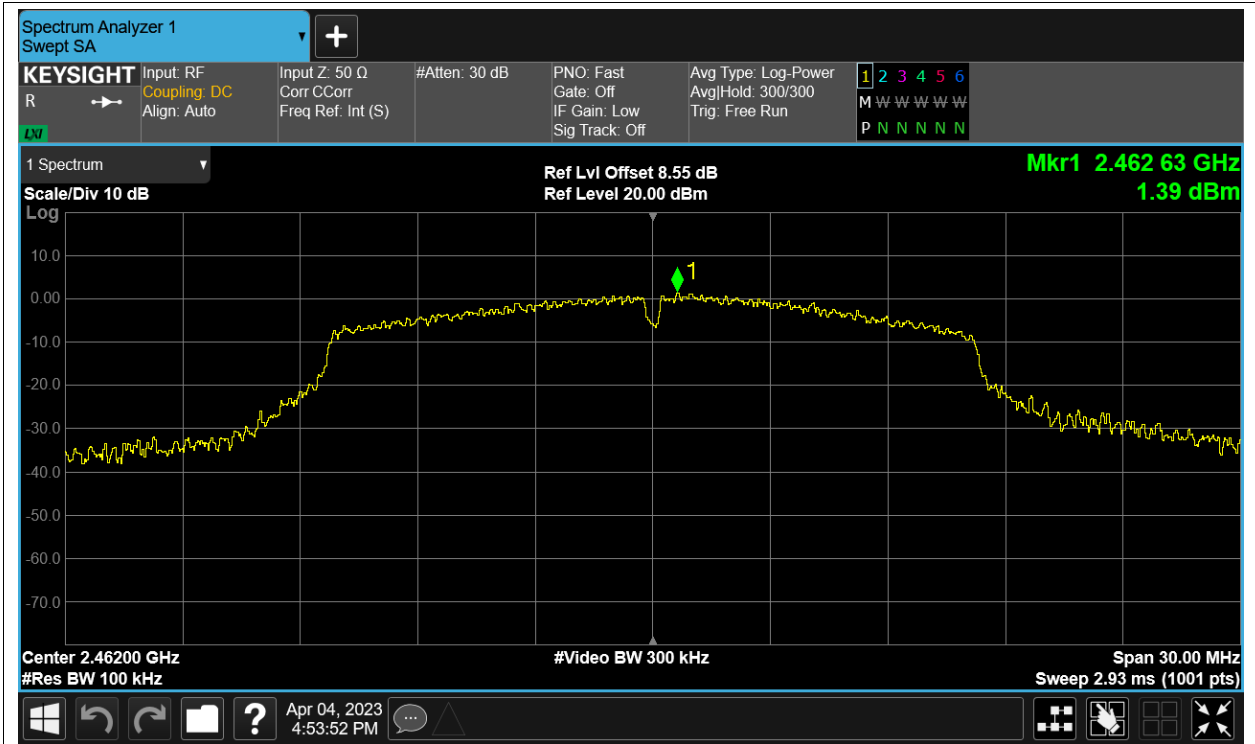 Spectrum Analyzer 1
Swept SA
+
KEYSIGHT
R
LXI
Input: RF
Coupling: DC
Align: Auto
Input Z: 50 Ω
Corr CCorr
Freq Ref: Int (S)
#Atten: 30 dB
PNO: Fast
Gate: Off
IF Gain: Low
Sig Track: Off
Avg Type: Log-Power
Avg|Hold: 300/300
Trig: Free Run
1 2 3 4 5 6
M W W W W W
P N N N N N
1 Spectrum
Scale/Div 10 dB
Log
Ref Lvl Offset 8.55 dB
Ref Level 20.00 dBm
Mkr1 2.462 63 GHz
1.39 dBm
1
10.0
0.00
-10.0
-20.0
-30.0
-40.0
-50.0
-60.0
-70.0
Center 2.46200 GHz
#Res BW 100 kHz
#Video BW 300 kHz
Span 30.00 MHz
Sweep 2.93 ms (1001 pts)
?
Apr 04, 2023
4:53:52 PM